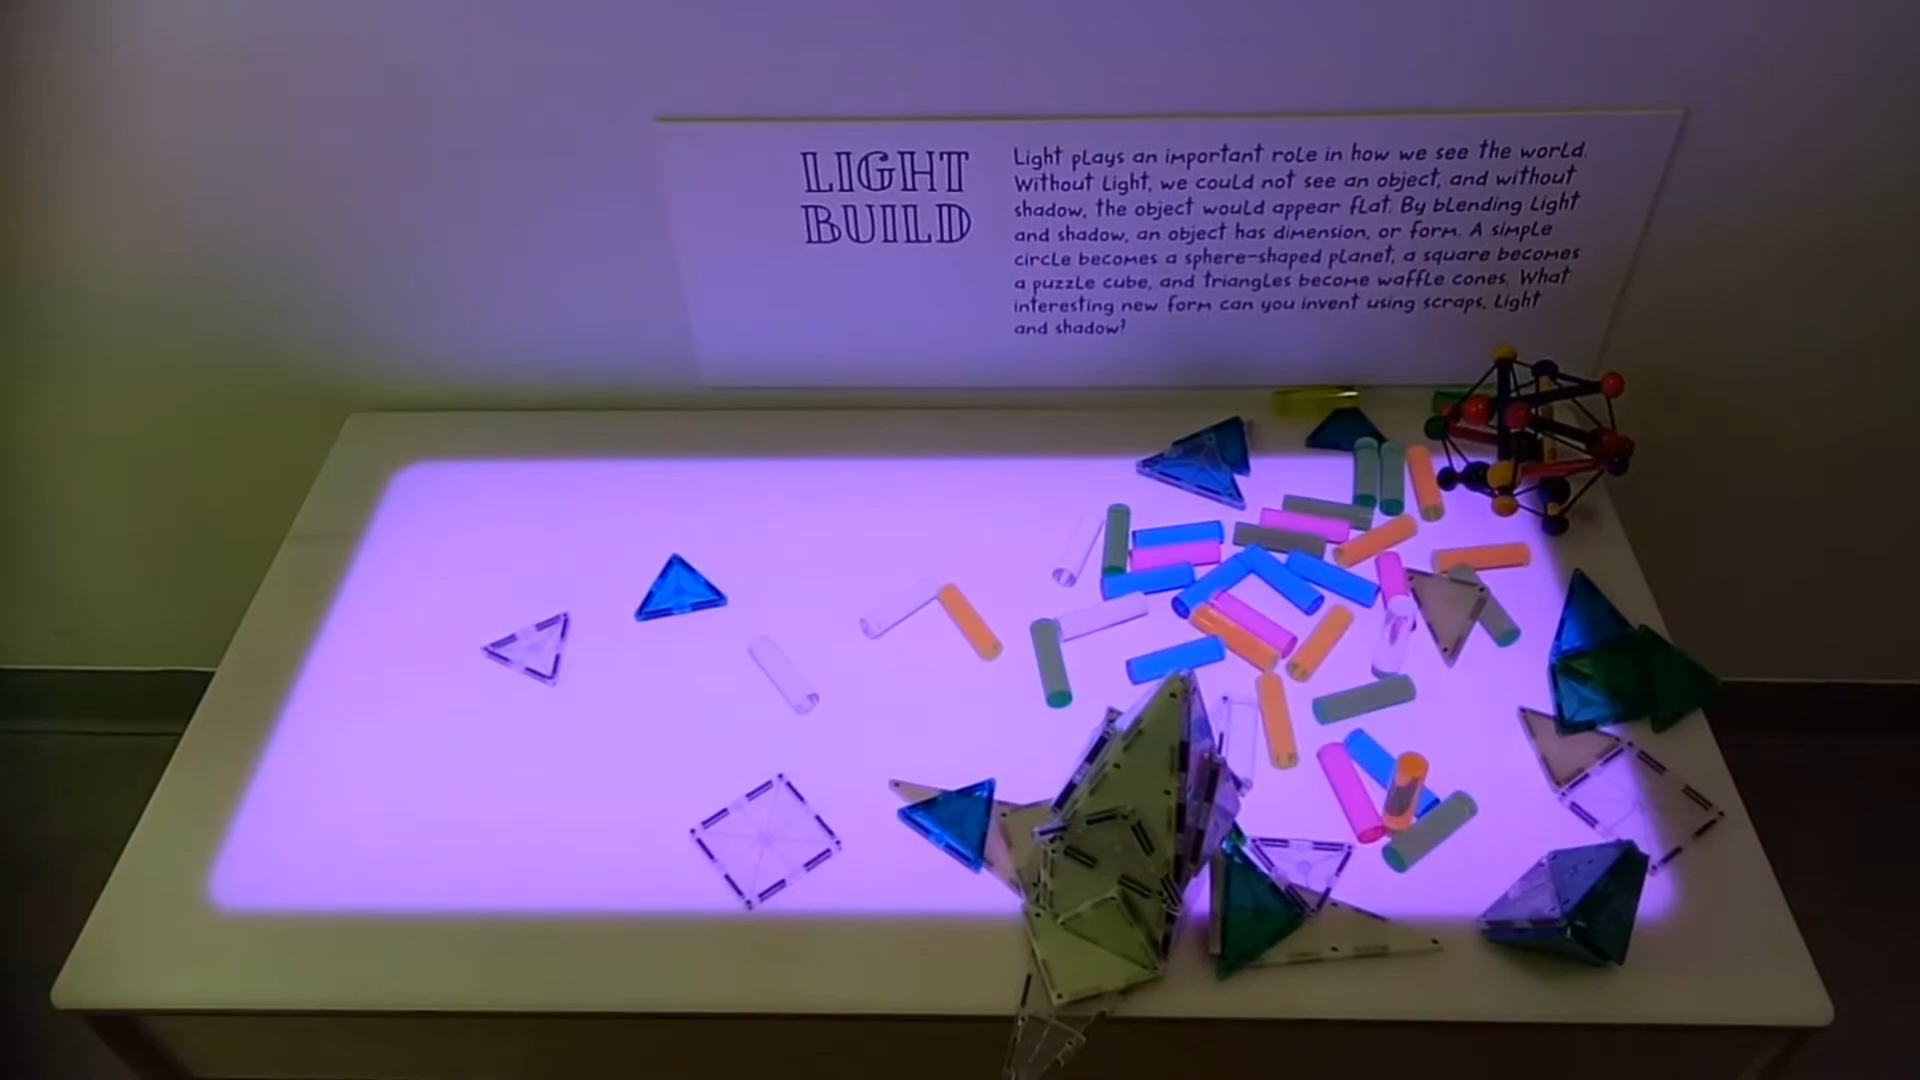 LIGHT
BUILD
Light plays an important role in how we see the world.
Without light, we could not see an object, and without
shadow, the object would appear flat. By blending light
and shadow, an object has dimension, or form. A simple
circle becomes a sphere-shaped planet, a square becomes
a puzzle cube, and triangles become waffle cones. What
interesting new form can you invent using scraps, light
and shadow?